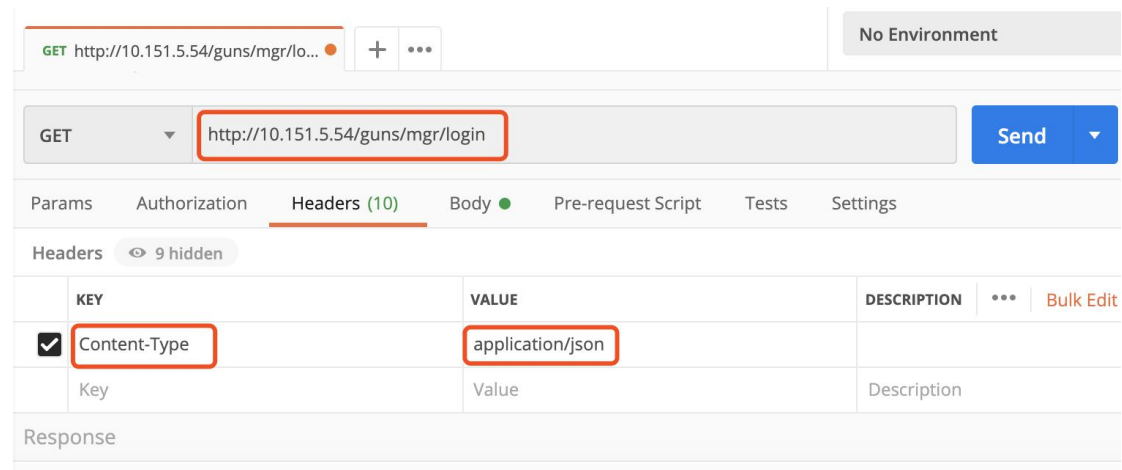 GET http://10.151.5.54/guns/mgr/lo... + ••• No Environment
GET http://10.151.5.54/guns/mgr/login Send
Params Authorization Headers (10) Body Pre-request Script Tests Settings
Headers 9 hidden
KEY VALUE DESCRIPTION ••• Bulk Edit
Content-Type application/json
Key Value Description
Response